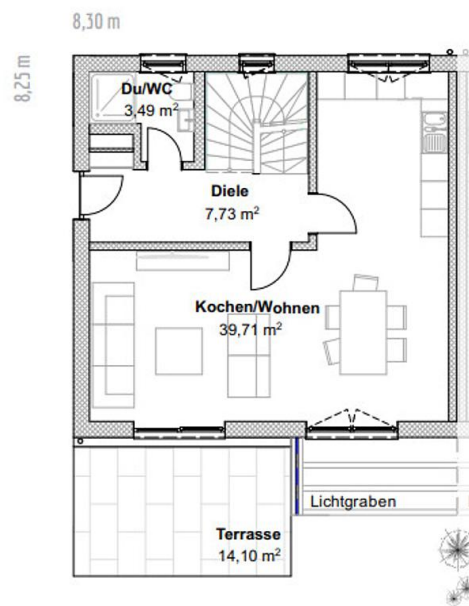 8,30 m
8,25 m
Du/WC
3,49 m²
Diele
7,73 m²
Kochen/Wohnen
39,71 m²
Lichtgraben
Terrasse
14,10 m²